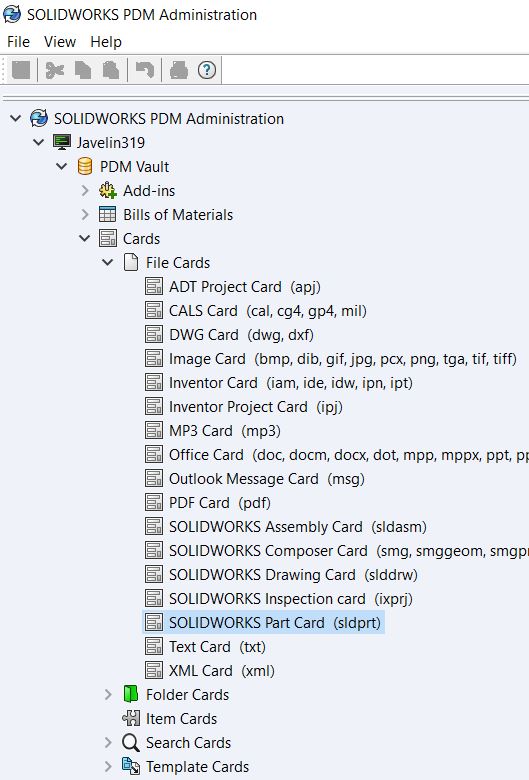 SOLIDWORKS PDM Administration
File View Help
SOLIDWORKS PDM Administration
Javelin319
PDM Vault
Add-ins
Bills of Materials
Cards
File Cards
ADT Project Card (apj)
CALS Card (cal, cg4, gp4, mil)
DWG Card (dwg, dxf)
Image Card (bmp, dib, gif, jpg, pcx, png, tga, tif, tiff)
Inventor Card (iam, ide, idw, ipn, ipt)
Inventor Project Card (ipj)
MP3 Card (mp3)
Office Card (doc, docm, docx, dot, mpp, mppx, ppt, pp
Outlook Message Card (msg)
PDF Card (pdf)
SOLIDWORKS Assembly Card (sldasm)
SOLIDWORKS Composer Card (smg, smggeom, smgpr
SOLIDWORKS Drawing Card (slddrw)
SOLIDWORKS Inspection card (ixprj)
SOLIDWORKS Part Card (sldprt)
Text Card (txt)
XML Card (xml)
Folder Cards
Item Cards
Search Cards
Template Cards